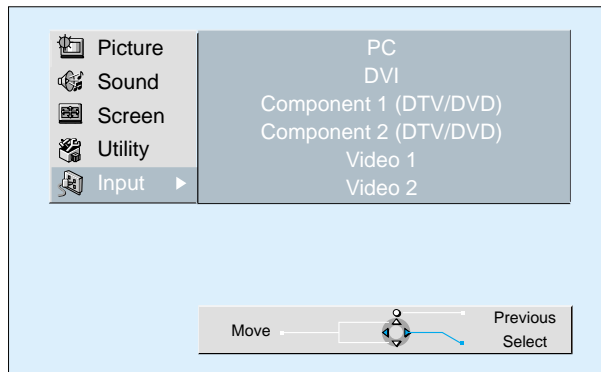 Picture
Sound
Screen
Utility
Input
PC
DVI
Component 1 (DTV/DVD)
Component 2 (DTV/DVD)
Video 1
Video 2
Move
Previous
Select